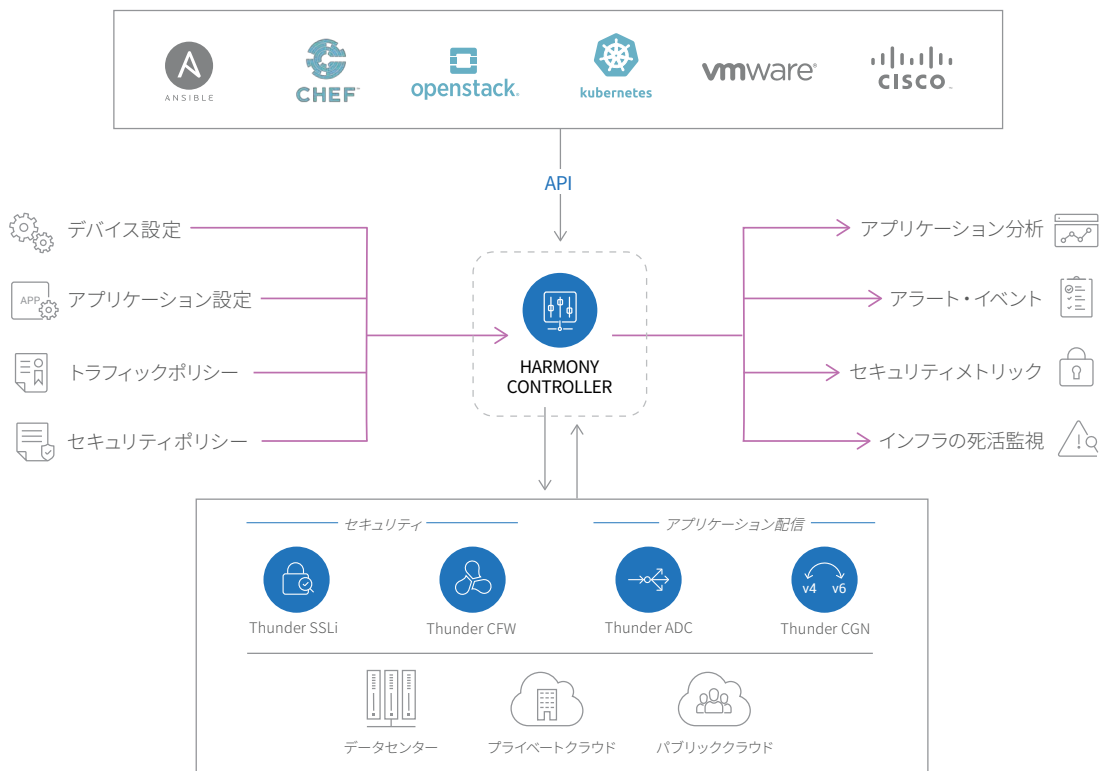 ANSIBLE
CHEF™
openstack.
kubernetes
vmware®
CISCO
API
デバイス設定
APP
アプリケーション設定
トラフィックポリシー
セキュリティポリシー
HARMONY
CONTROLLER
アプリケーション分析
アラート・イベント
セキュリティメトリック
インフラの死活監視
セキュリティ
アプリケーション配信
Thunder SSLi
Thunder CFW
Thunder ADC
v4 v6
Thunder CGN
データセンター
プライベートクラウド
パブリッククラウド